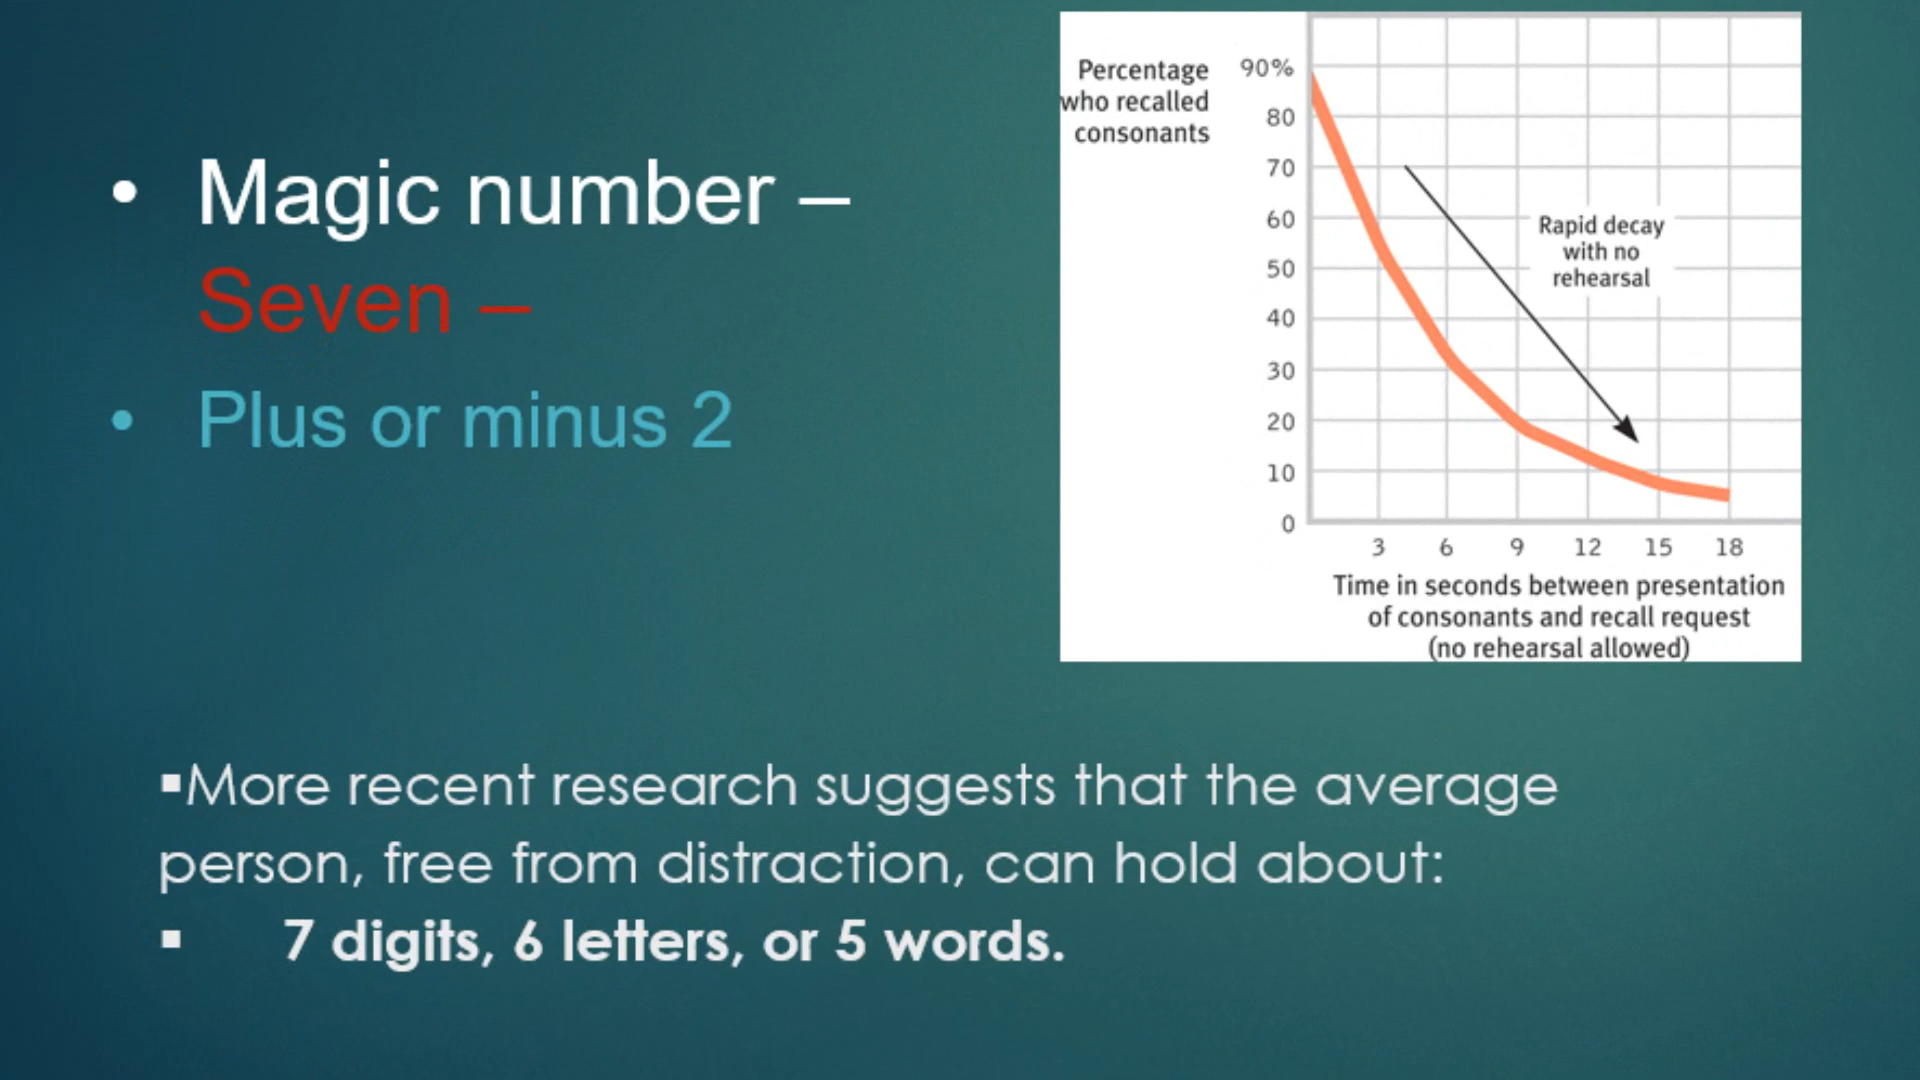 • Magic number –
Seven –
• Plus or minus 2
Percentage
who recalled
consonants
90%
80
70
60
50
40
30
20
10
0
Rapid decay
with no
rehearsal
3 6 9 12 15 18
Time in seconds between presentation
of consonants and recall request
(no rehearsal allowed)
▪More recent research suggests that the average
person, free from distraction, can hold about:
▪ 7 digits, 6 letters, or 5 words.